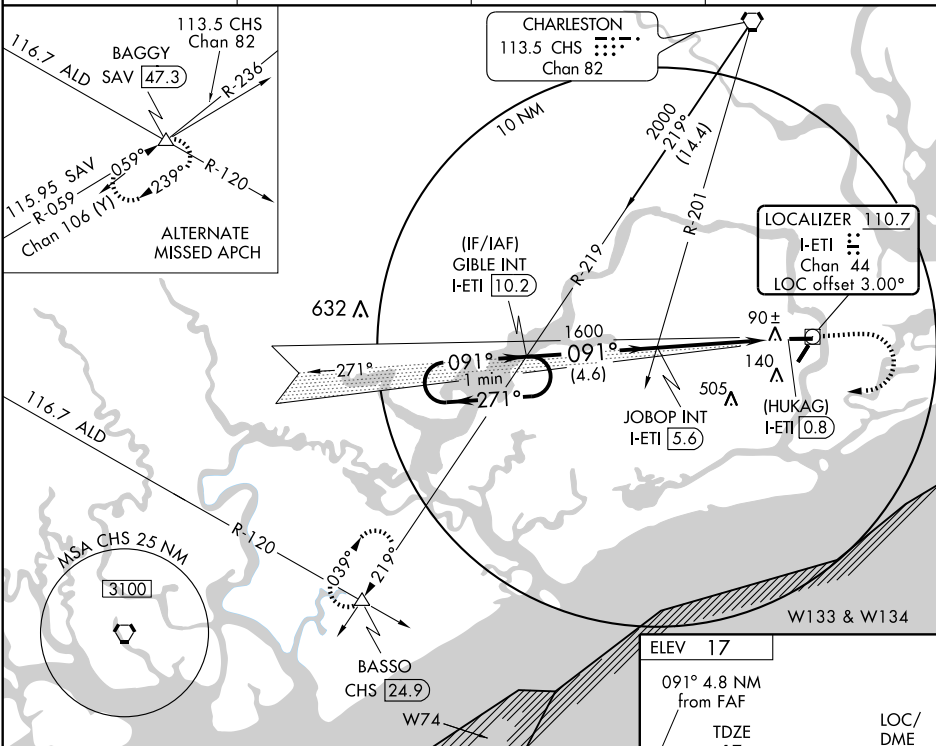 113.5 CHS
Chan 82
116.7 ALD
BAGGY
SAV 47.3
R-236
059°
239°
R-120
115.95 SAV
R-059
Chan 106 (Y)
ALTERNATE
MISSED APCH
CHARLESTON
113.5 CHS
Chan 82
10 NM
2000
219°
(14.4)
R-201
R-219
LOCALIZER 110.7
I-ETI
Chan 44
LOC offset 3.00°
(IF/IAF)
GIBLE INT
I-ETI 10.2
632
1600
90±
271°
091°
091°
1 min
(4.6)
271°
140
505
JOBOP INT
I-ETI 5.6
(HUKAG)
I-ETI 0.8
116.7 ALD
R-120
039°
219°
MSA CHS 25 NM
3100
BASSO
CHS 24.9
W133 & W134
W74
ELEV 17
091° 4.8 NM
from FAF
TDZE
LOC/
DME